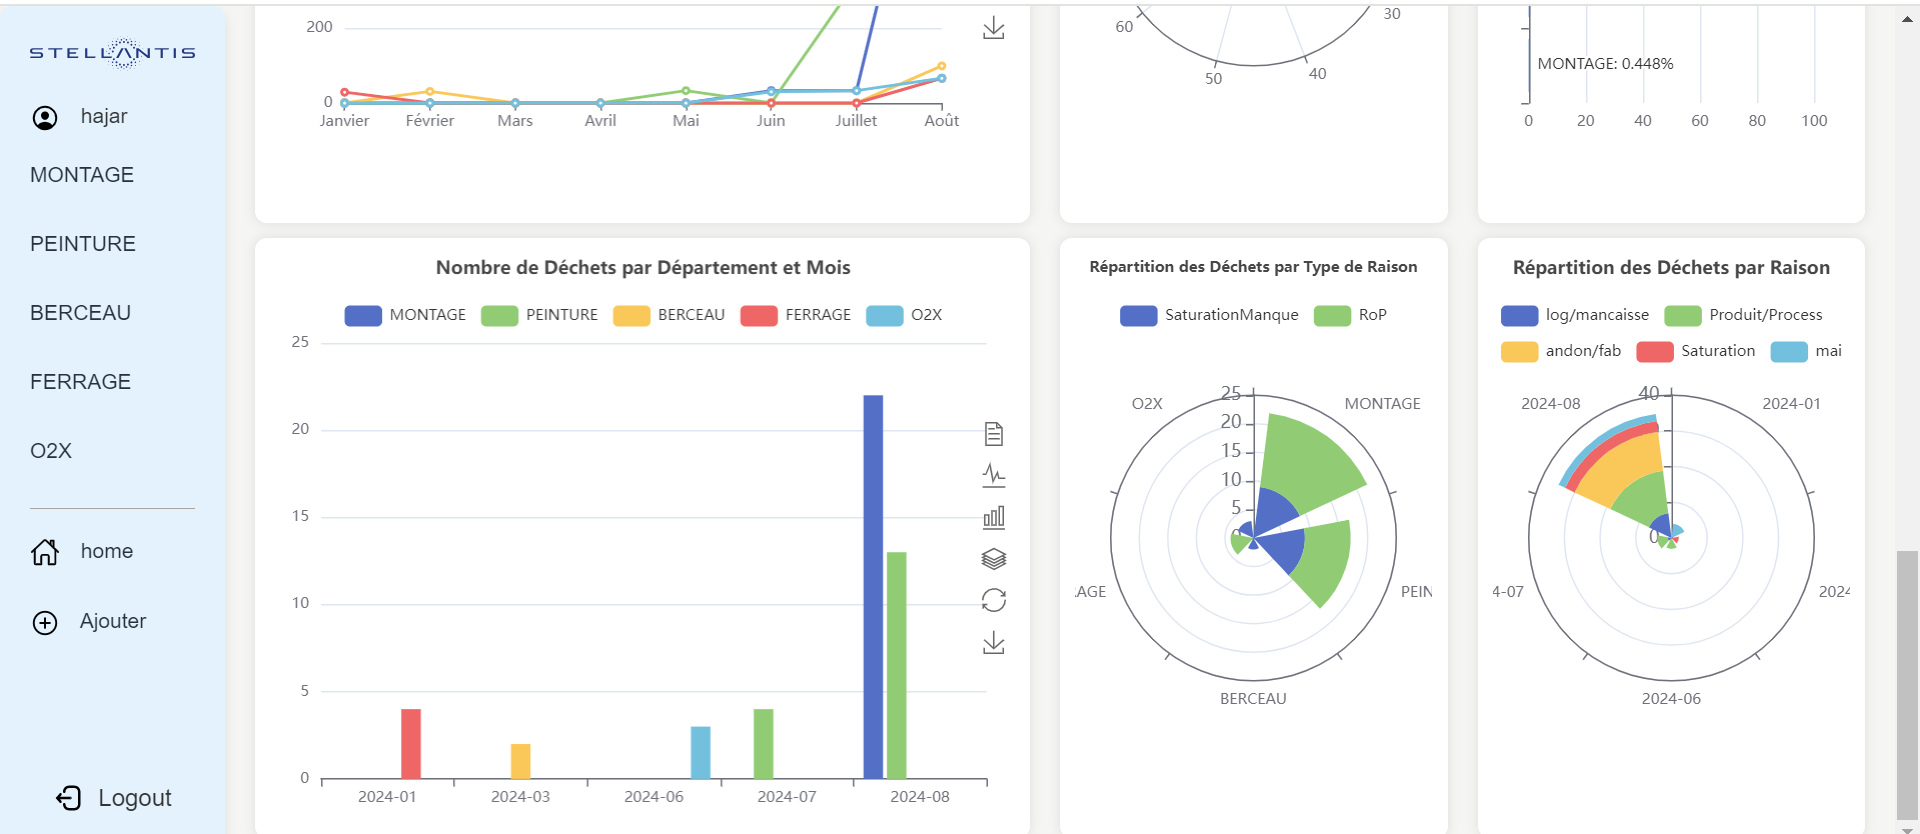 STELLANTIS
hajar
MONTAGE
PEINTURE
BERCEAU
FERRAGE
O2X
home
Ajouter
Logout
200
0
Janvier Février Mars Avril Mai Juin Juillet Août
60
50
40
30
MONTAGE: 0.448%
0 20 40 60 80 100
Nombre de Déchets par Département et Mois
MONTAGE PEINTURE BERCEAU FERRAGE O2X
25
20
15
10
5
0
2024-01 2024-03 2024-06 2024-07 2024-08
Répartition des Déchets par Type de Raison
SaturationManque RoP
25
20
15
10
5
0
O2X
MONTAGE
AGE
PEIN
BERCEAU
Répartition des Déchets par Raison
log/mancaisse Produit/Process
andon/fab Saturation mai
40
0
2024-08
2024-01
4-07
2024
2024-06